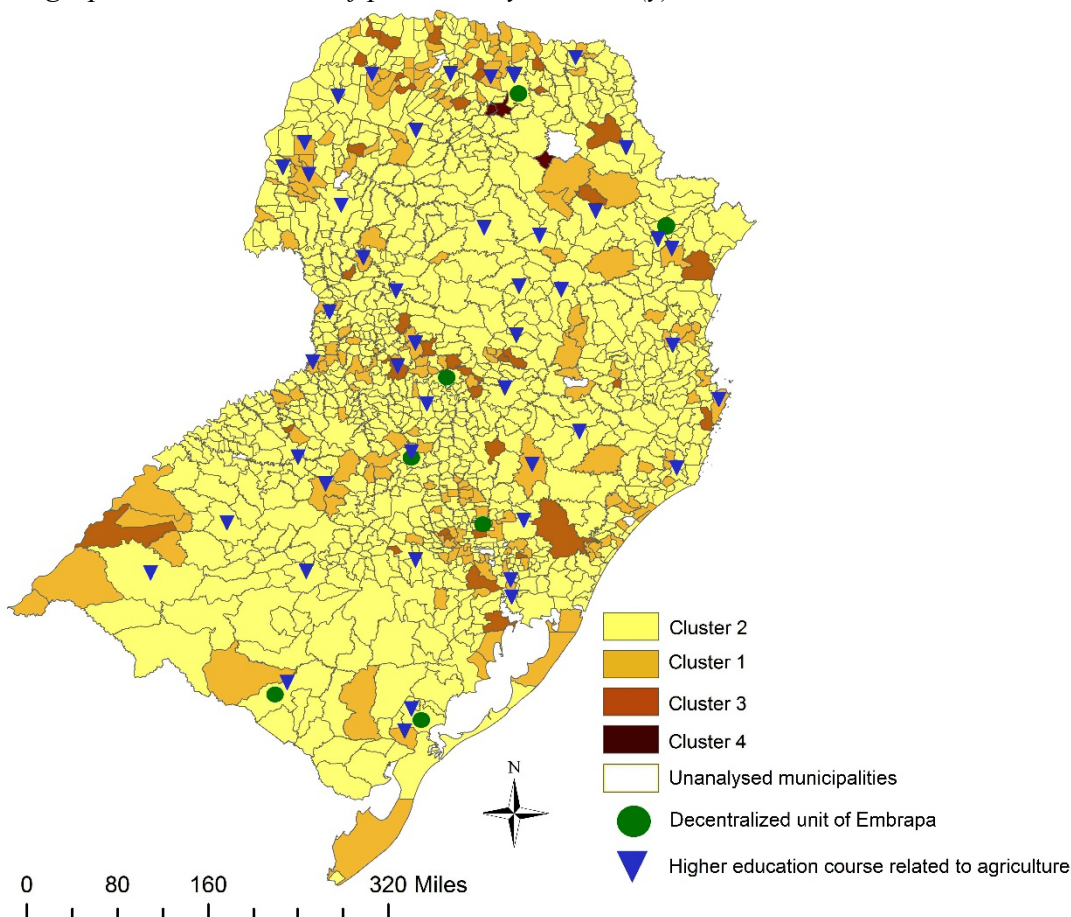 Cluster 2
Cluster 1
Cluster 3
Cluster 4
Unanalysed municipalities
Decentralized unit of Embrapa
Higher education course related to agriculture
N
0 80 160 320 Miles